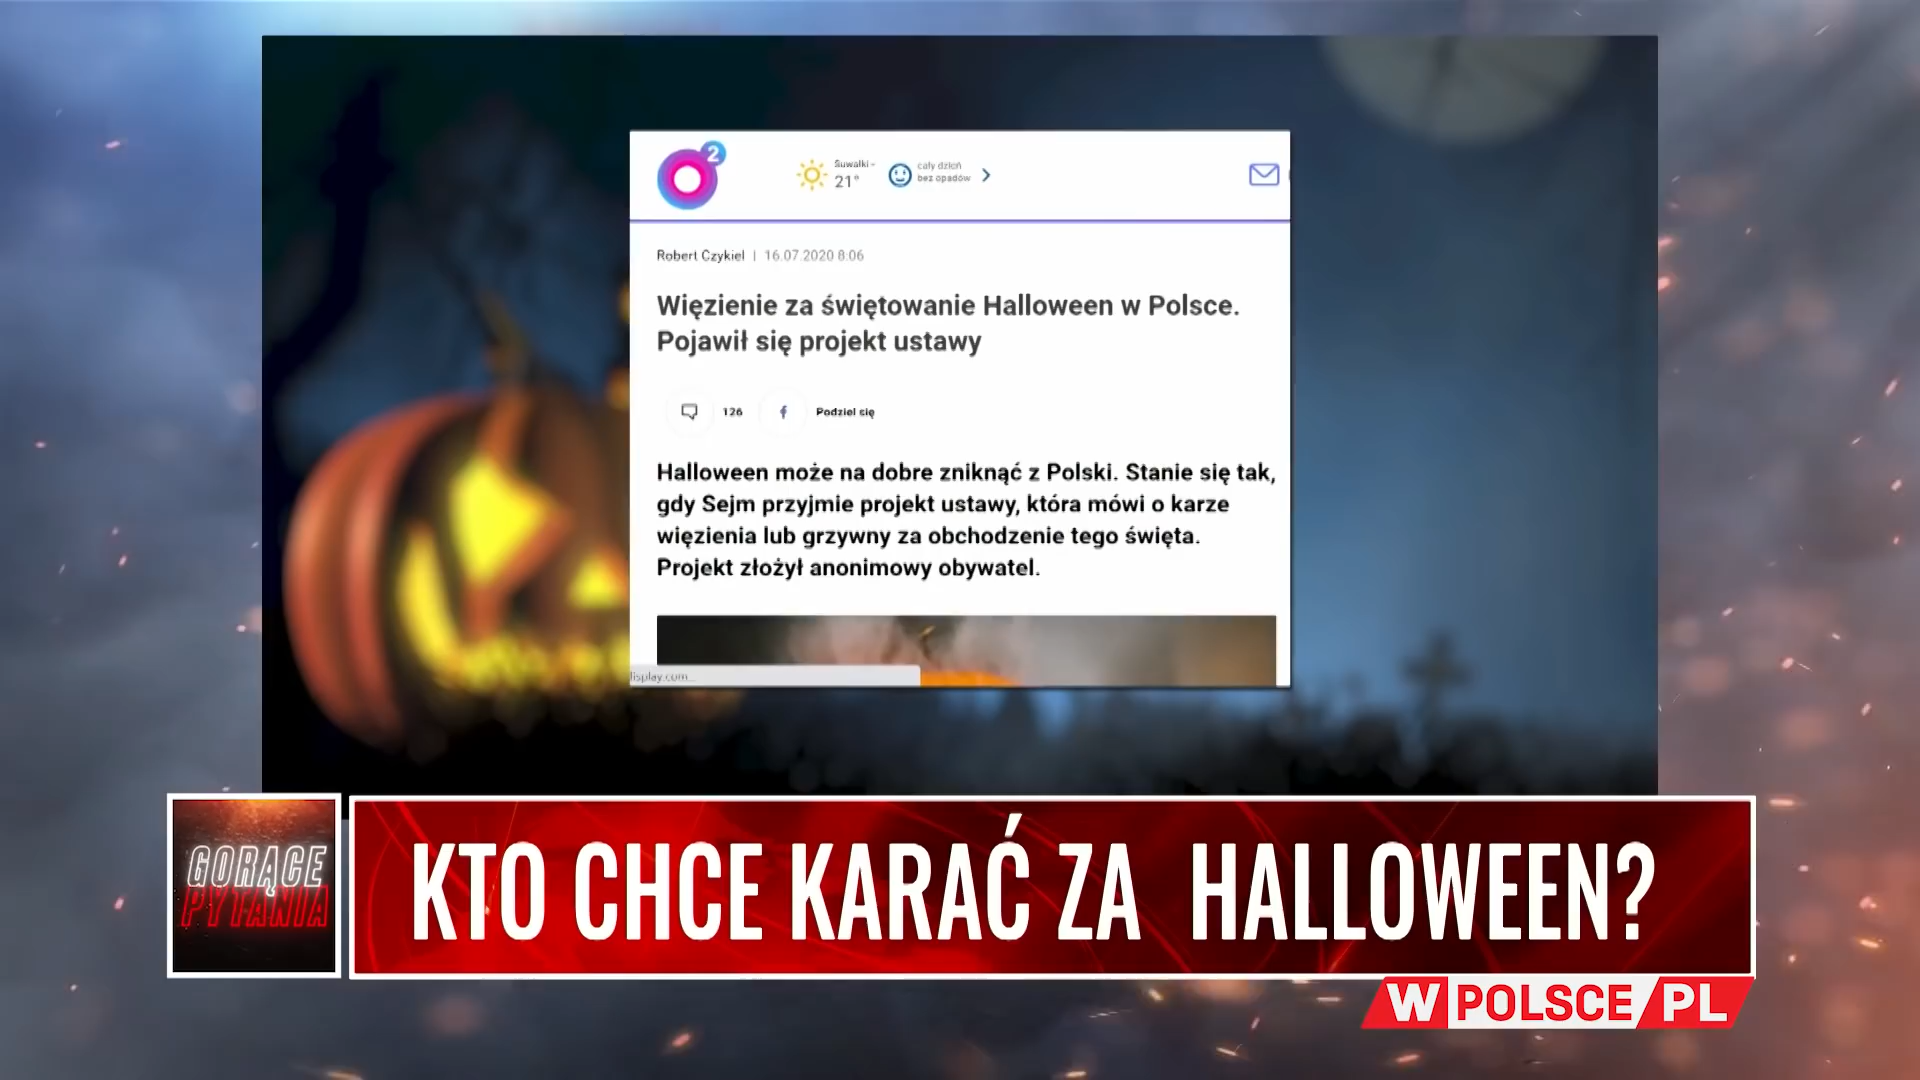 2
Suwałki -
21°
cały dzień
bez opadów
Robert Czykiel | 16.07.2020 8:06
Więzienie za świętowanie Halloween w Polsce.
Pojawił się projekt ustawy
126
f
Podziel się
Halloween może na dobre zniknąć z Polski. Stanie się tak,
gdy Sejm przyjmie projekt ustawy, która mówi o karze
więzienia lub grzywny za obchodzenie tego święta.
Projekt złożył anonimowy obywatel.
lisplay.com...
GORĄCE
PYTANIA
KTO CHCE KARAĆ ZA HALLOWEEN?
WPOLSCE/PL